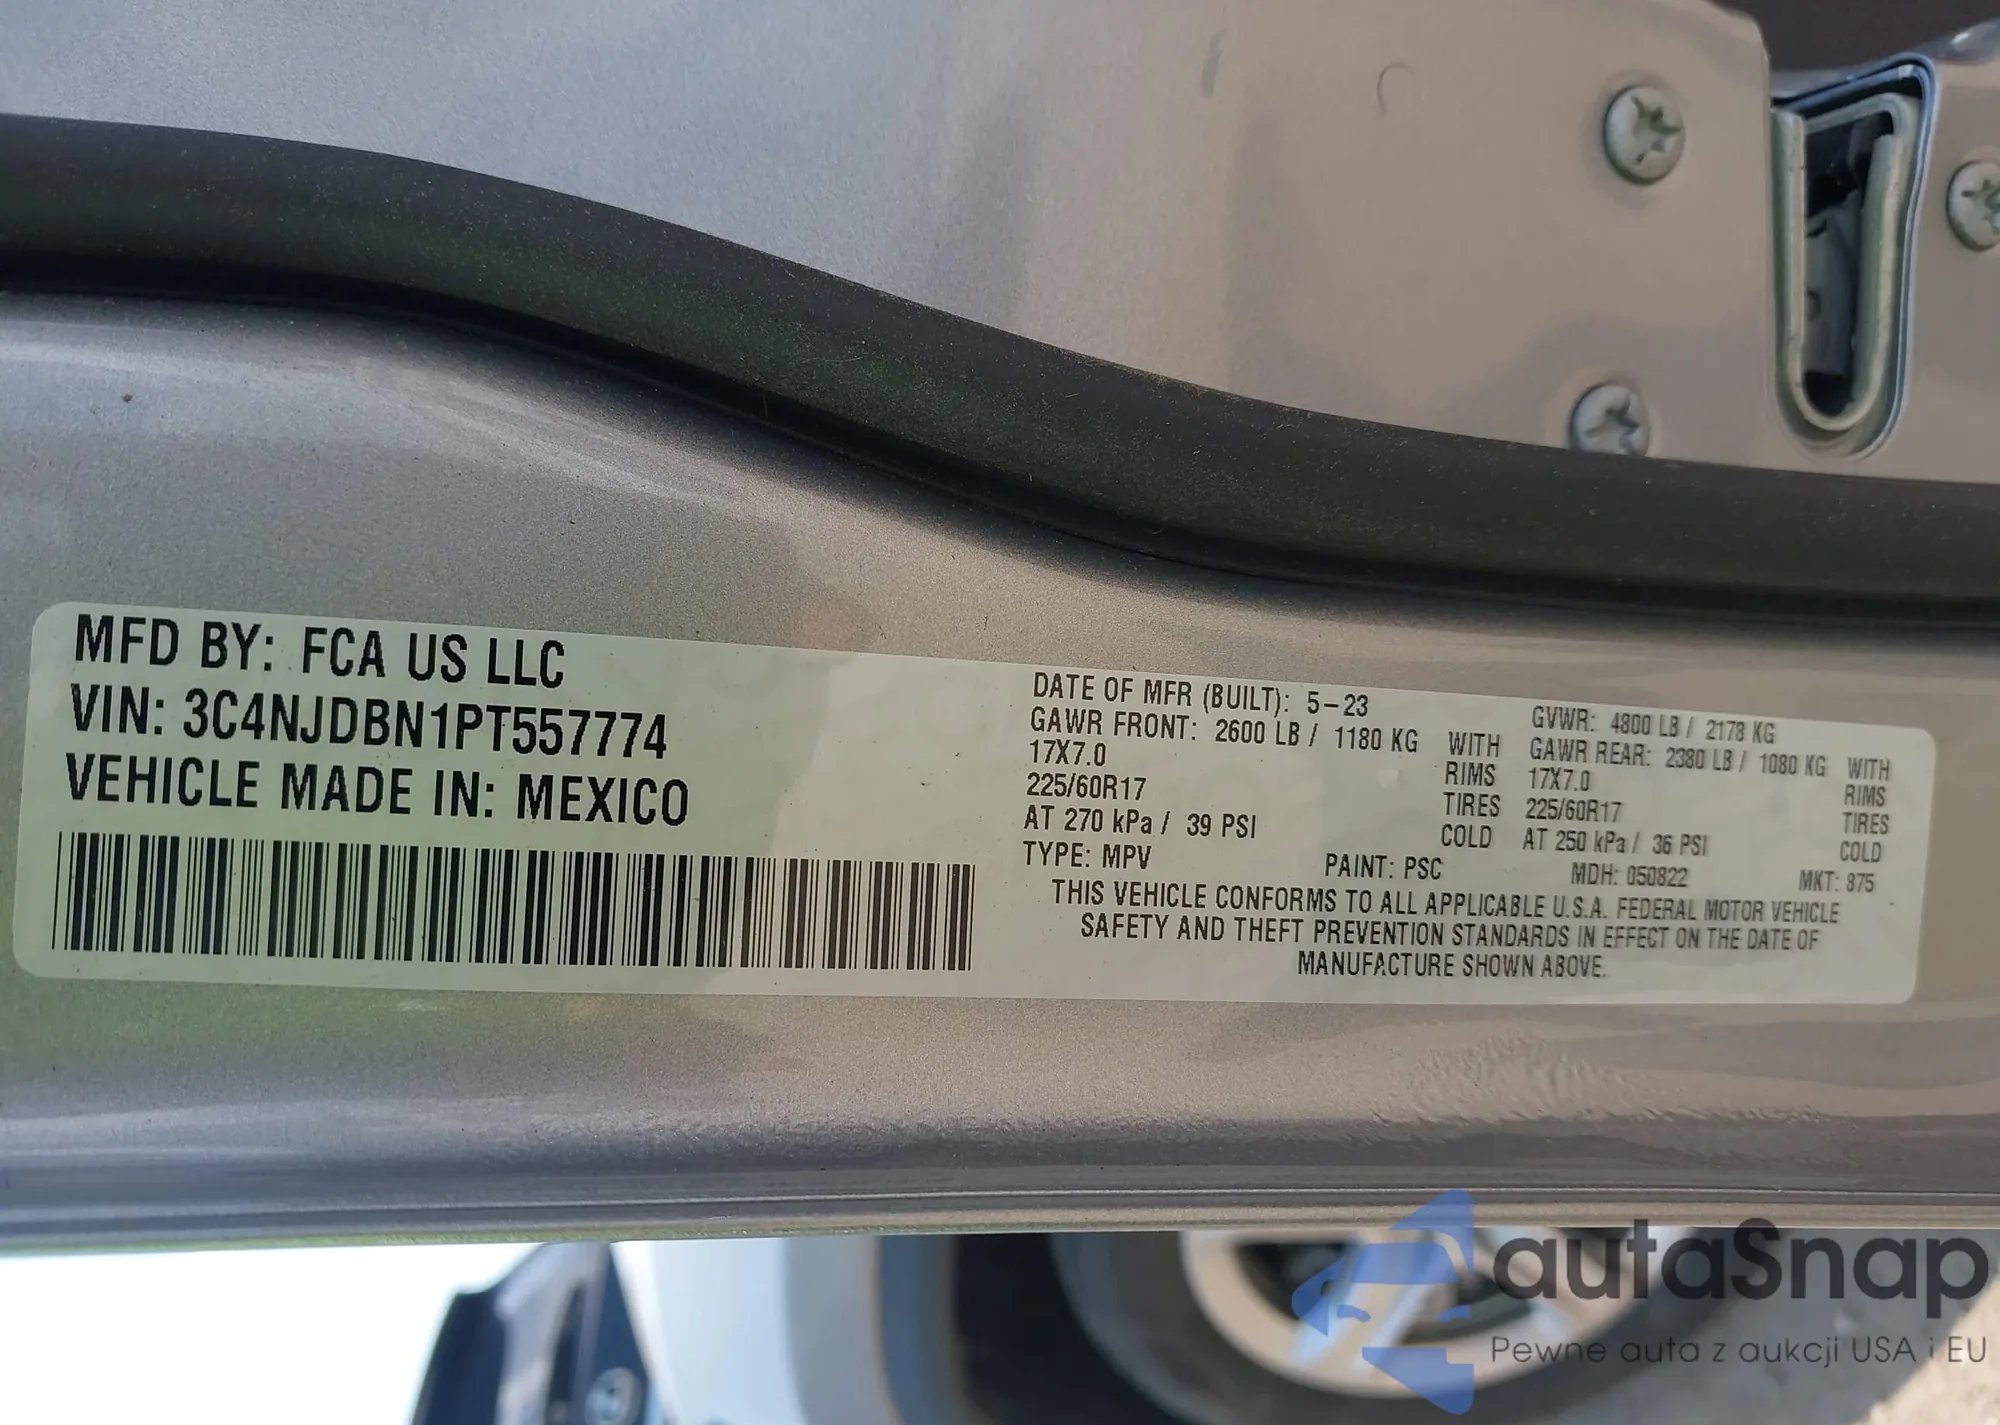 MFD BY: FCA US LLC
VIN: 3C4NJDBN1PT557774
VEHICLE MADE IN: MEXICO
DATE OF MFR (BUILT): 5-23 GVWR: 4800 LB / 2178 KG
GAWR FRONT: 2600 LB / 1180 KG WITH GAWR REAR: 2380 LB / 1080 KG WITH
17X7.0 RIMS 17X7.0 RIMS
225/60R17 TIRES 225/60R17 TIRES
AT 270 kPa / 39 PSI COLD AT 250 kPa / 36 PSI COLD
TYPE: MPV PAINT: PSC MDH: 050822 MKT: 875
THIS VEHICLE CONFORMS TO ALL APPLICABLE U.S.A. FEDERAL MOTOR VEHICLE
SAFETY AND THEFT PREVENTION STANDARDS IN EFFECT ON THE DATE OF
MANUFACTURE SHOWN ABOVE.
autaSnap
Pewne auta z aukcji USA i EU